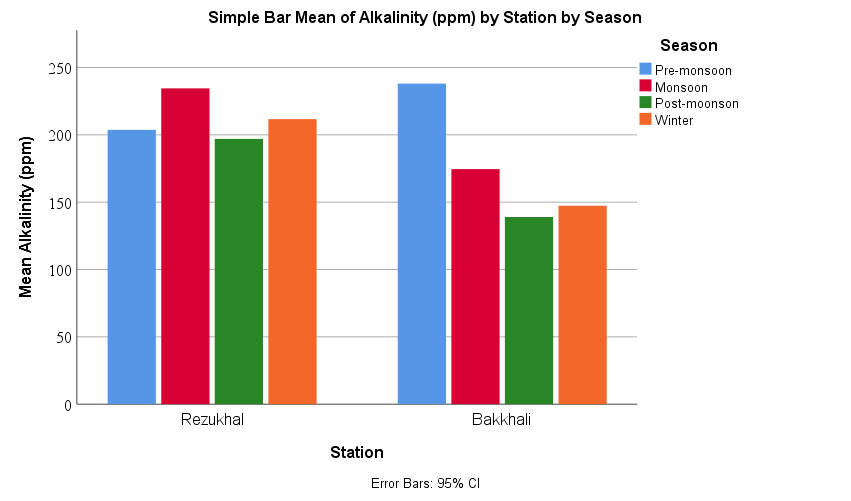 Simple Bar Mean of Alkalinity (ppm) by Station by Season
Season
Pre-monsoon
Monsoon
Post-moonson
Winter
Mean Alkalinity (ppm)
250
200
150
100
50
0
Rezukhal
Bakkhali
Station
Error Bars: 95% CI